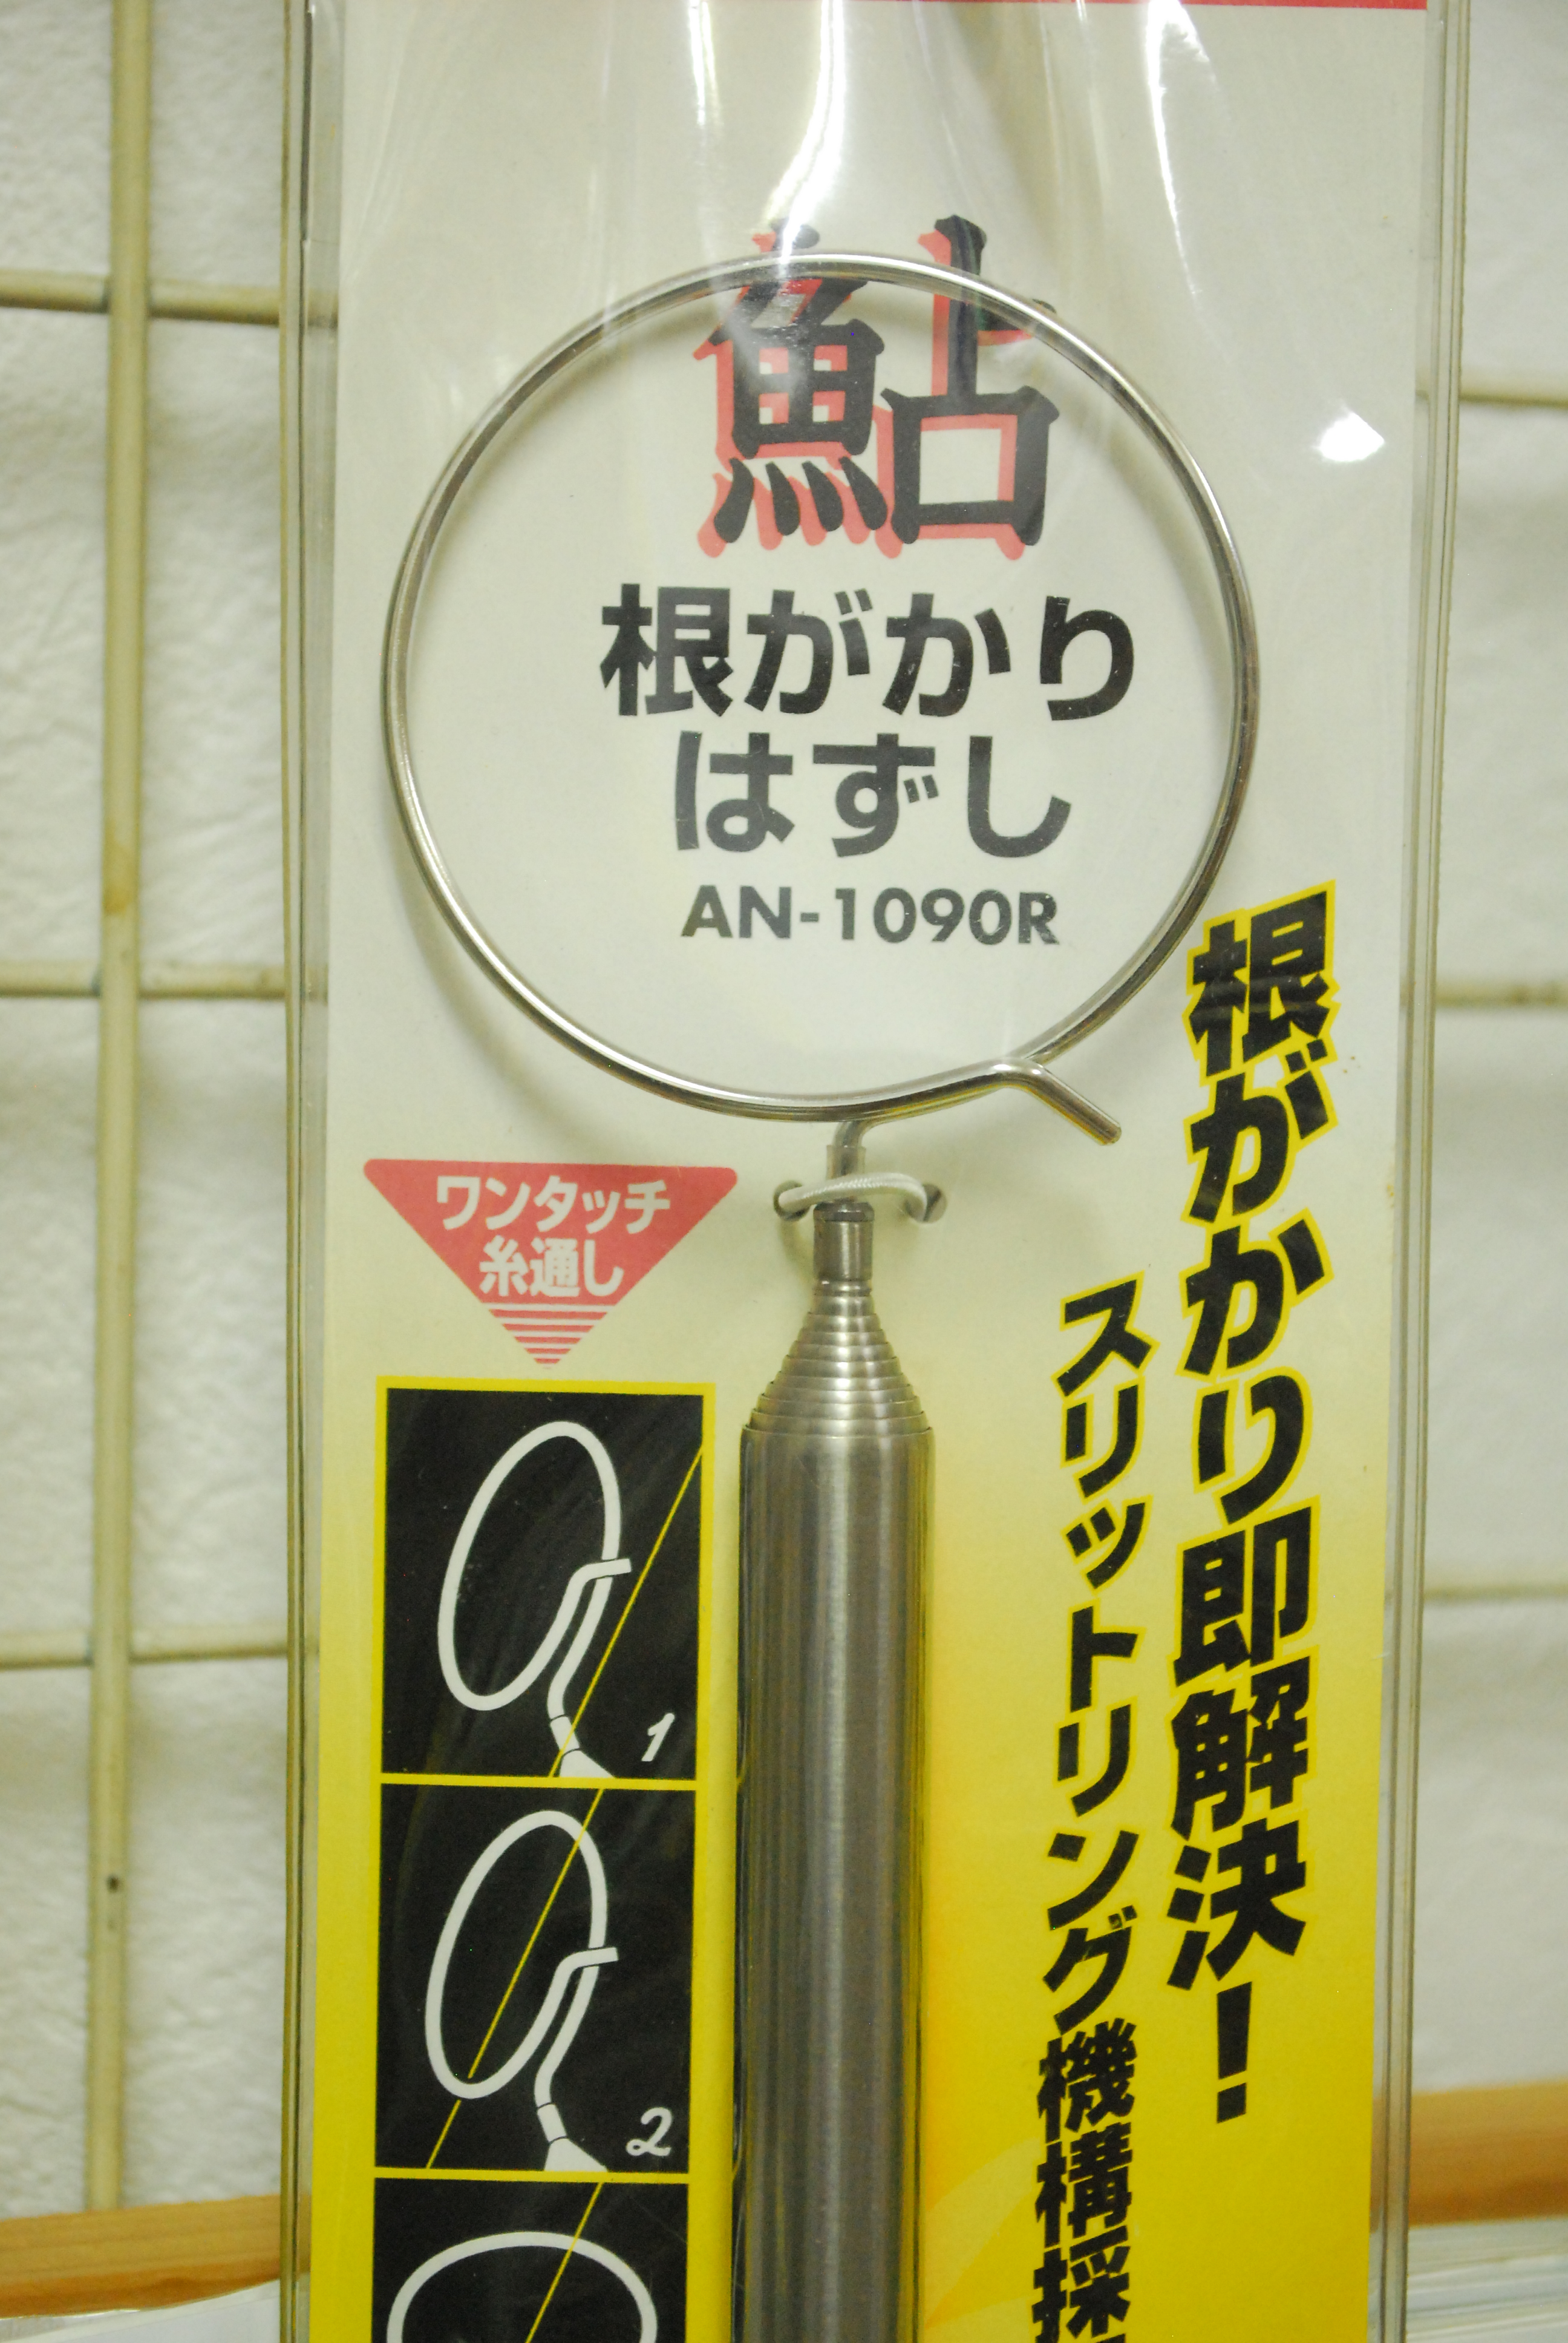 鮎
根がかり
はずし
AN-1090R
根がかり即解決！
スリットリング機構採
ワンタッチ
糸通し
1
2